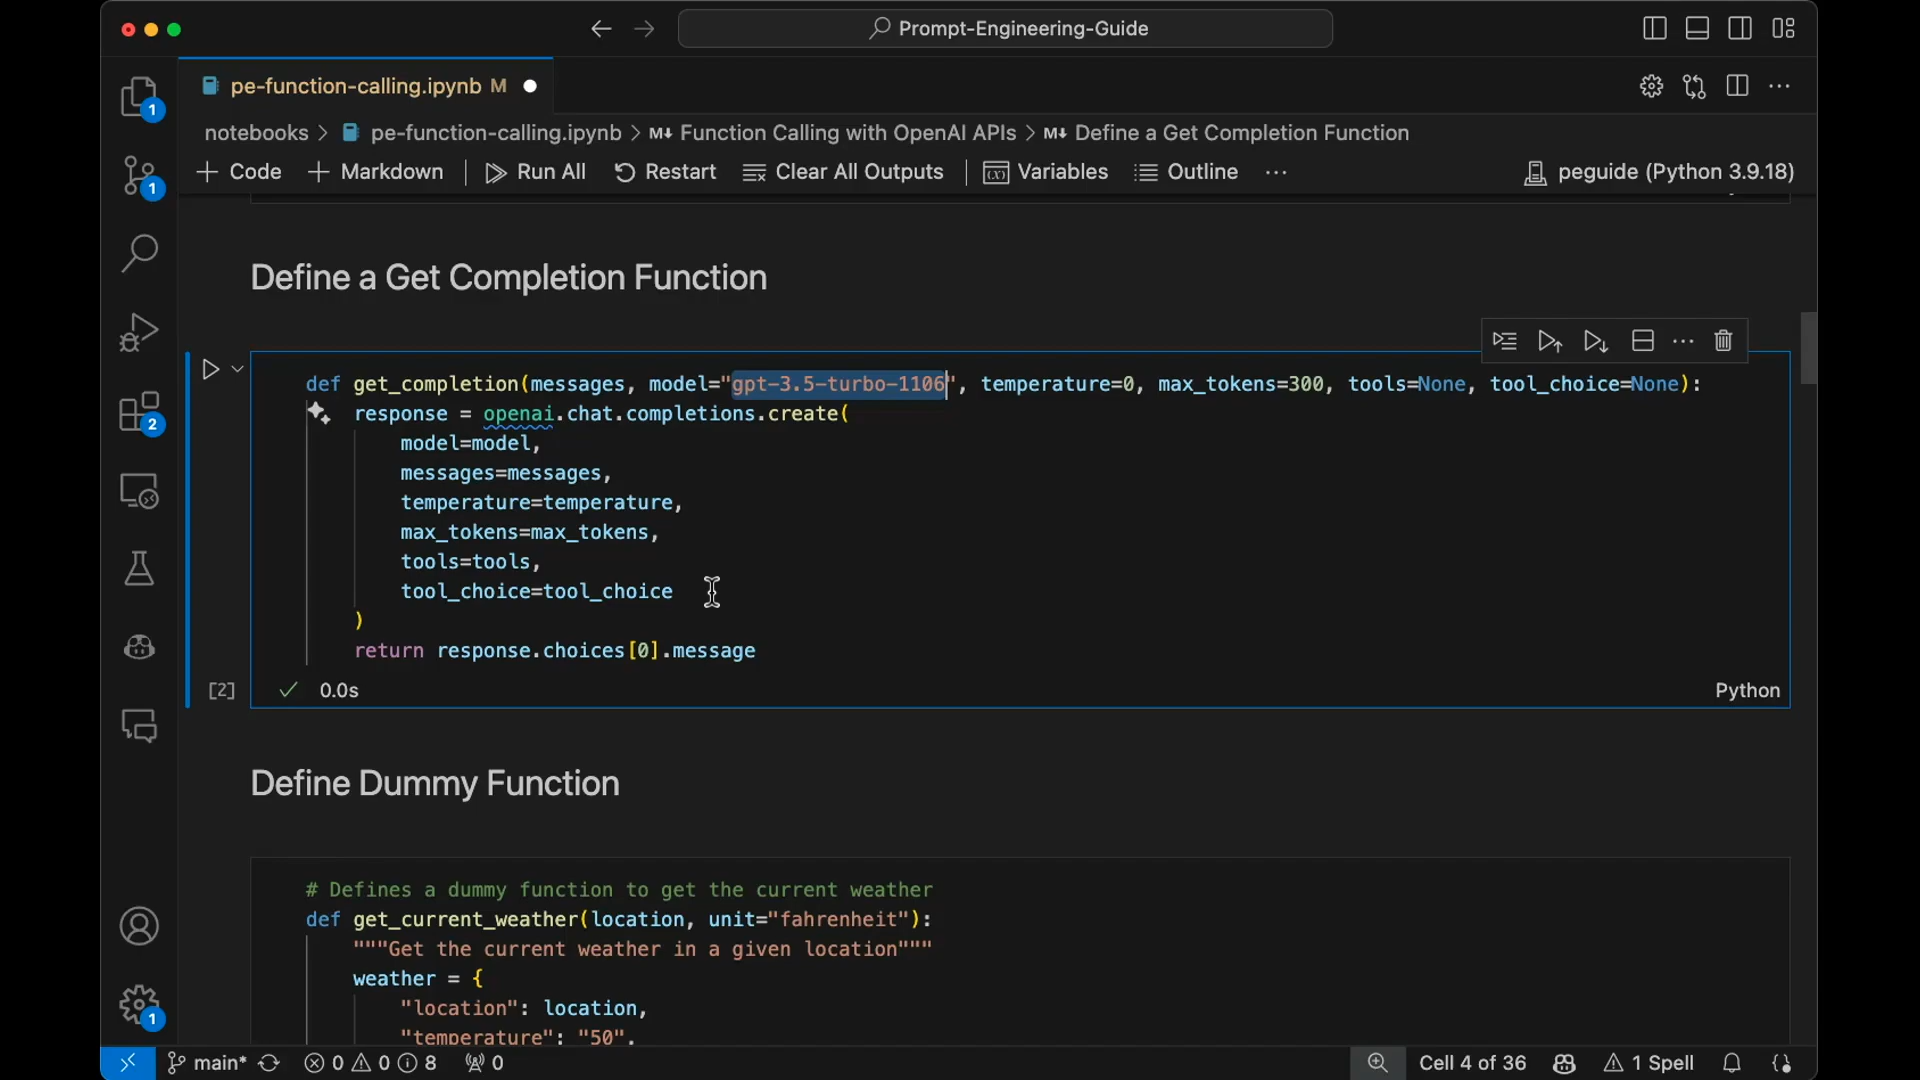 Prompt-Engineering-Guide
pe-function-calling.ipynb M
notebooks > pe-function-calling.ipynb > M↓ Function Calling with OpenAI APIs > M↓ Define a Get Completion Function
+ Code + Markdown Run All Restart Clear All Outputs (x) Variables Outline ... peguide (Python 3.9.18)
Define a Get Completion Function
def get_completion(messages, model="gpt-3.5-turbo-1106", temperature=0, max_tokens=300, tools=None, tool_choice=None):
response = openai.chat.completions.create(
model=model,
messages=messages,
temperature=temperature,
max_tokens=max_tokens,
tools=tools,
tool_choice=tool_choice
)
return response.choices[0].message
[2] 0.0s Python
Define Dummy Function
# Defines a dummy function to get the current weather
def get_current_weather(location, unit="fahrenheit"):
"""Get the current weather in a given location"""
weather = {
"location": location,
"temperature": "50",
1
1
2
1
main* 0 0 8 0 Cell 4 of 36 1 Spell